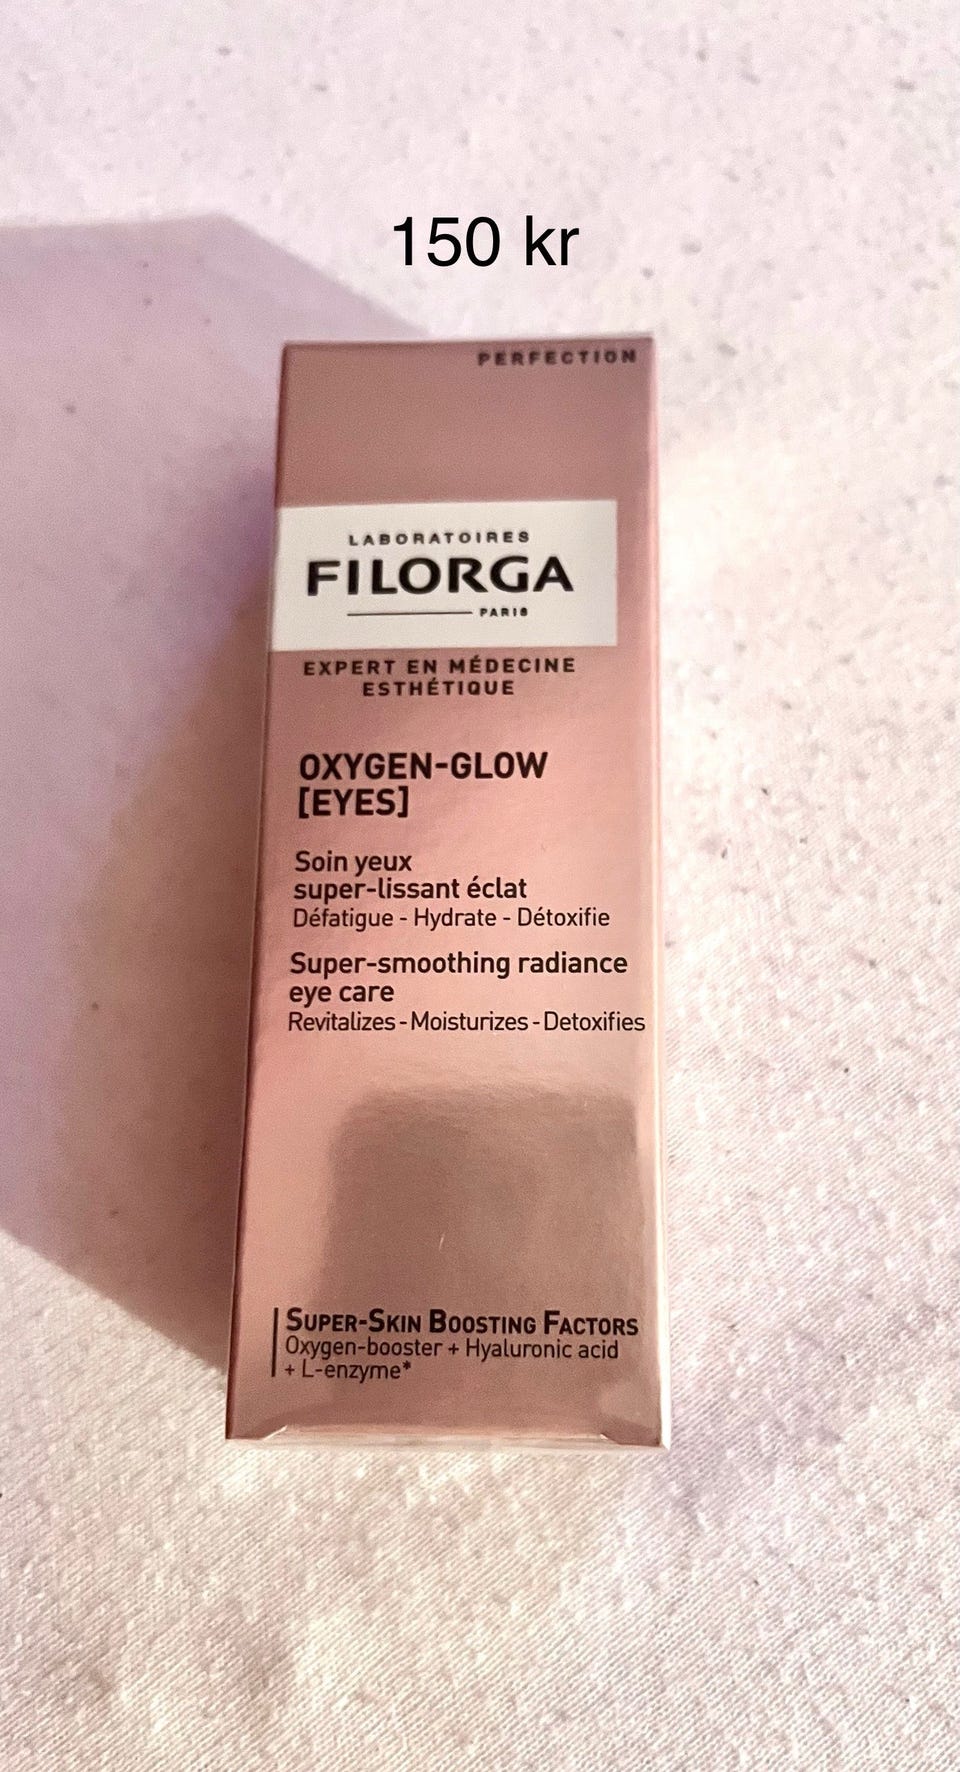 150 kr
PERFECTION
LABORATOIRES
FILORGA
PARIS
EXPERT EN MÉDECINE
ESTHÉTIQUE
OXYGEN-GLOW
[EYES]
Soin yeux
super-lissant éclat
Défatigue - Hydrate - Détoxifie
Super-smoothing radiance
eye care
Revitalizes - Moisturizes - Detoxifies
SUPER-SKIN BOOSTING FACTORS
Oxygen-booster + Hyaluronic acid
+ L-enzyme*